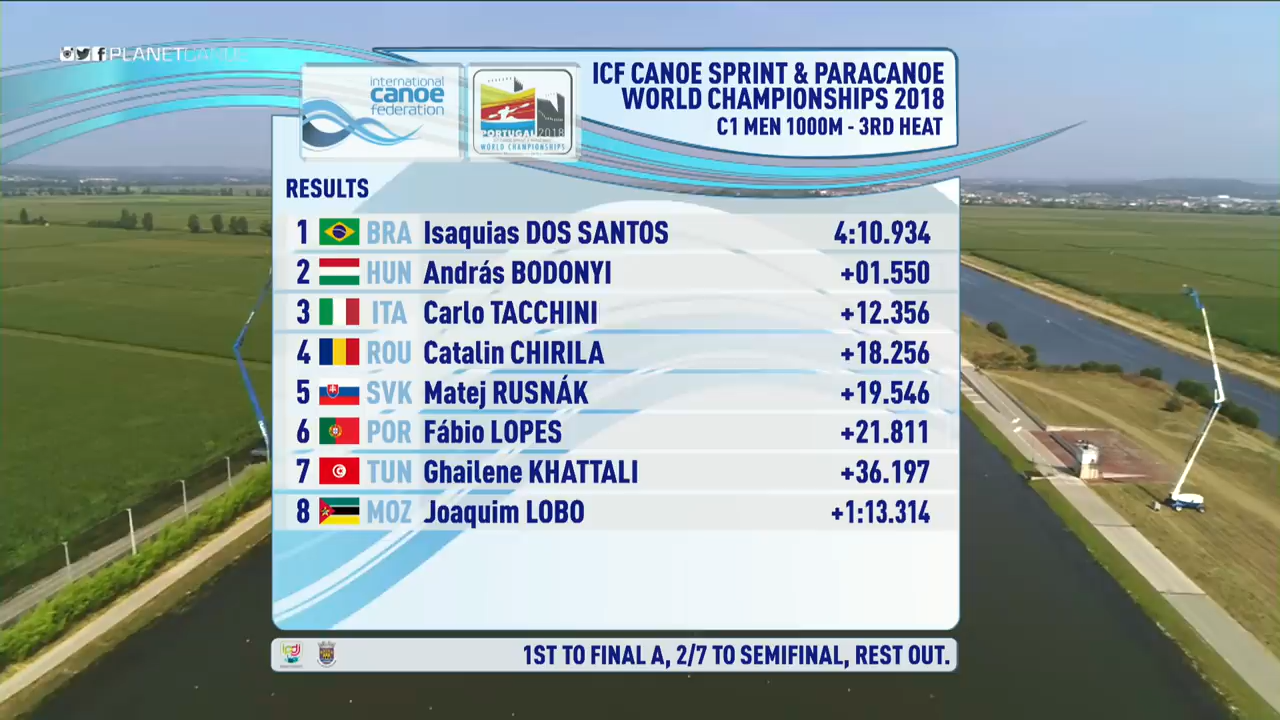 PLANETCANOE
international
canoe
federation
PORTUGAL 2018
WORLD CHAMPIONSHIPS
ICF CANOE SPRINT & PARACANOE
WORLD CHAMPIONSHIPS 2018
C1 MEN 1000M - 3RD HEAT
RESULTS
1 BRA Isaquias DOS SANTOS 4:10.934
2 HUN András BODONYI +01.550
3 ITA Carlo TACCHINI +12.356
4 ROU Catalin CHIRILA +18.256
5 SVK Matej RUSNÁK +19.546
6 POR Fábio LOPES +21.811
7 TUN Ghailene KHATTALI +36.197
8 MOZ Joaquim LOBO +1:13.314
1ST TO FINAL A, 2/7 TO SEMIFINAL, REST OUT.